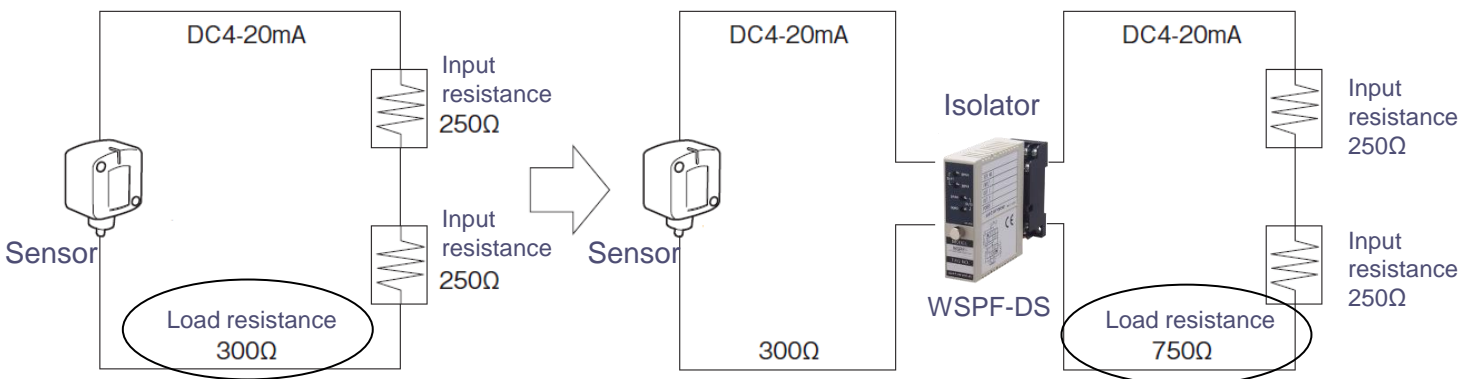 DC4-20mA
Input
resistance
250Ω
Sensor
Input
resistance
250Ω
Load resistance
300Ω
DC4-20mA
Sensor
300Ω
Isolator
WSPF-DS
DC4-20mA
Input
resistance
250Ω
Input
resistance
250Ω
Load resistance
750Ω
CE